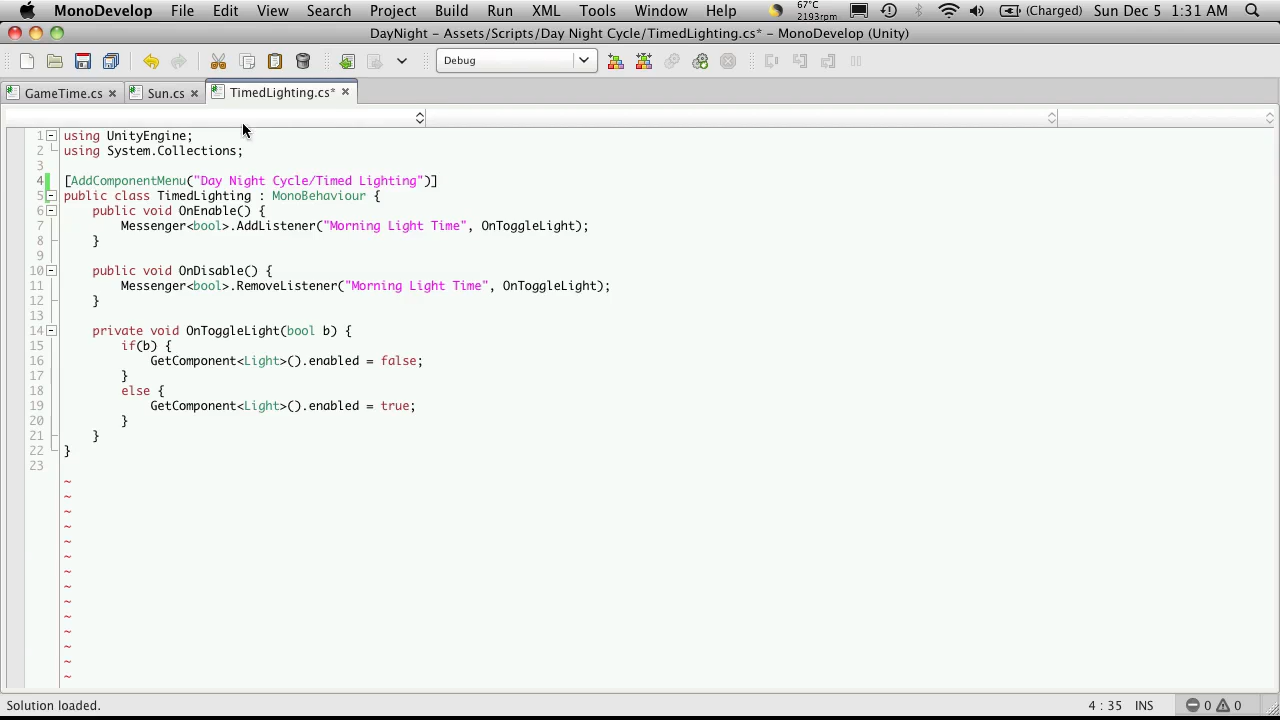 MonoDevelop File Edit View Search Project Build Run XML Tools Window Help 67°C 2193rpm (Charged) Sun Dec 5 1:31 AM
DayNight – Assets/Scripts/Day Night Cycle/TimedLighting.cs* – MonoDevelop (Unity)
Debug
GameTime.cs Sun.cs TimedLighting.cs*
1 using UnityEngine;
2 using System.Collections;
3
4 [AddComponentMenu("Day Night Cycle/Timed Lighting")]
5 public class TimedLighting : MonoBehaviour {
6 public void OnEnable() {
7 Messenger<bool>.AddListener("Morning Light Time", OnToggleLight);
8 }
9
10 public void OnDisable() {
11 Messenger<bool>.RemoveListener("Morning Light Time", OnToggleLight);
12 }
13
14 private void OnToggleLight(bool b) {
15 if(b) {
16 GetComponent<Light>().enabled = false;
17 }
18 else {
19 GetComponent<Light>().enabled = true;
20 }
21 }
22 }
23
~
~
~
~
~
~
~
~
~
~
~
~
~
~
Solution loaded. 4 : 35 INS 0 0